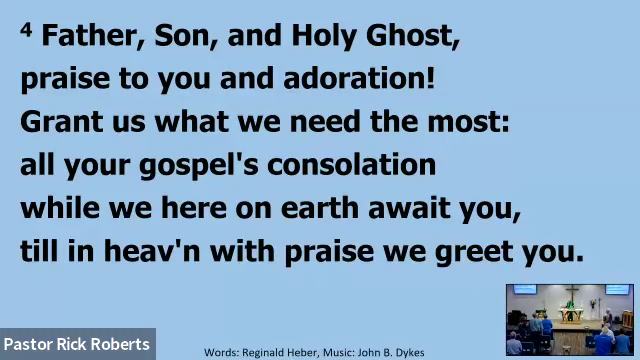 4 Father, Son, and Holy Ghost,
praise to you and adoration!
Grant us what we need the most:
all your gospel's consolation
while we here on earth await you,
till in heav'n with praise we greet you.
Pastor Rick Roberts
Words: Reginald Heber, Music: John B. Dykes